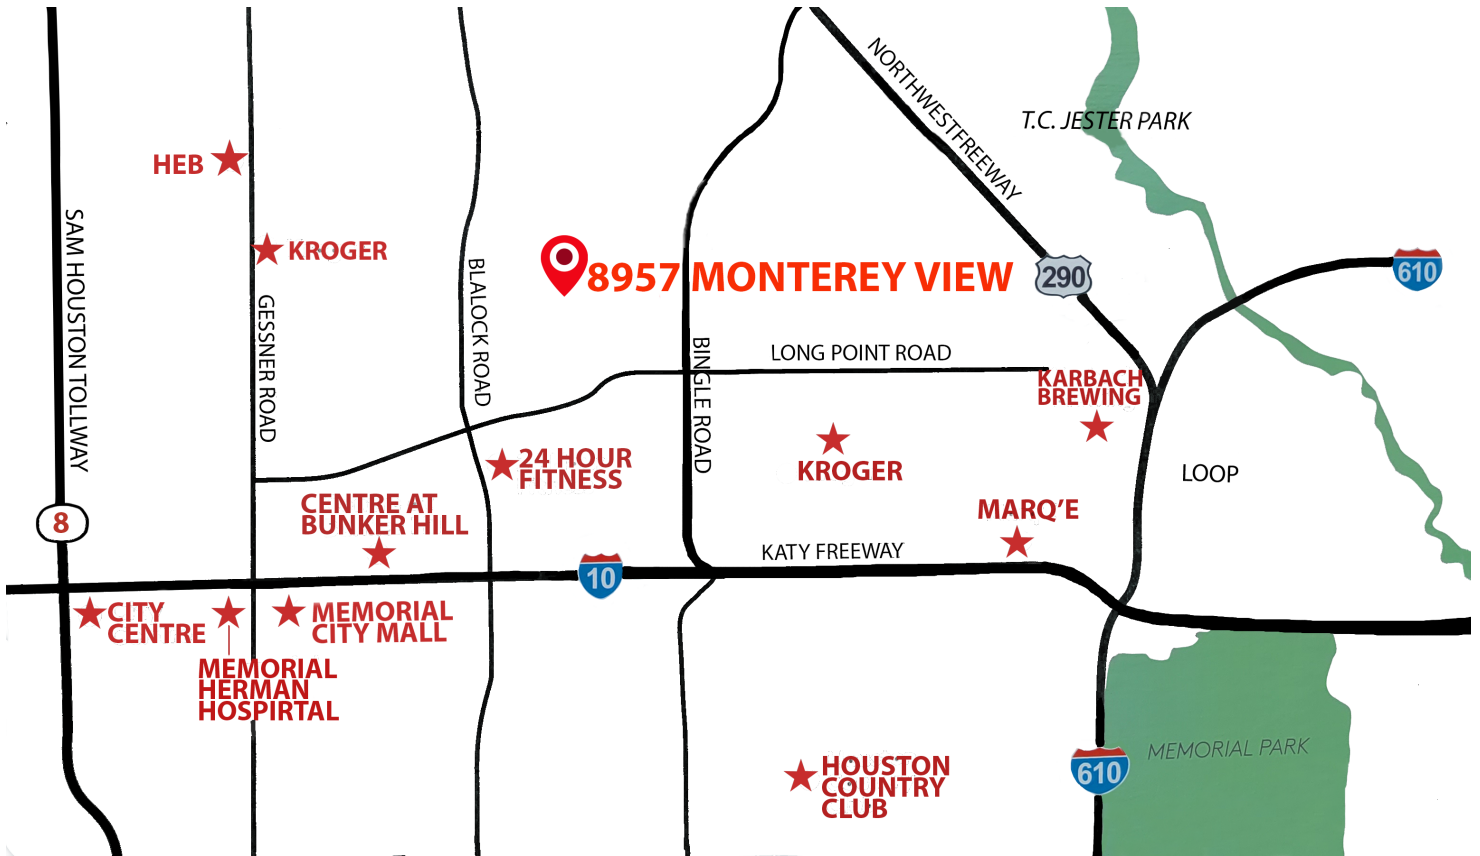 NORTHWESTFREEWAY
T.C. JESTER PARK
HEB
SAM HOUSTON TOLLWAY
KROGER
8957 MONTEREY VIEW
290
610
GESSNER ROAD
BLALOCK ROAD
BINGLE ROAD
LONG POINT ROAD
KARBACH
BREWING
24 HOUR
FITNESS
KROGER
LOOP
CENTRE AT
BUNKER HILL
MARQ'E
8
KATY FREEWAY
10
CITY
CENTRE
MEMORIAL
CITY MALL
MEMORIAL
HERMAN
HOSPIRTAL
MEMORIAL PARK
HOUSTON
COUNTRY
CLUB
610